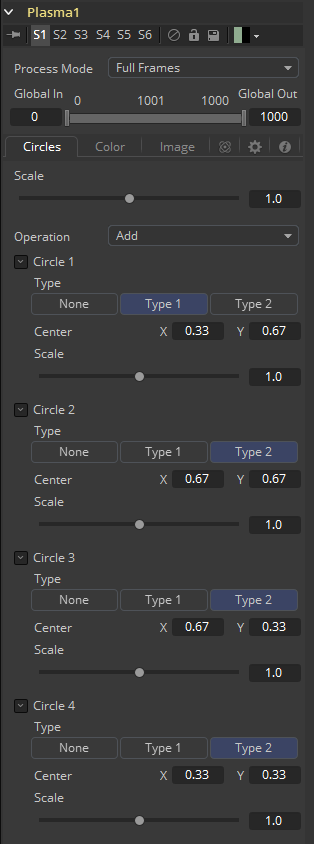 Plasma1
S1 S2 S3 S4 S5 S6
Process Mode Full Frames
Global In 0 1001 1000 Global Out
0 1000
Circles Color Image
Scale
1.0
Operation Add
Circle 1
Type
None Type 1 Type 2
Center X 0.33 Y 0.67
Scale
1.0
Circle 2
Type
None Type 1 Type 2
Center X 0.67 Y 0.67
Scale
1.0
Circle 3
Type
None Type 1 Type 2
Center X 0.67 Y 0.33
Scale
1.0
Circle 4
Type
None Type 1 Type 2
Center X 0.33 Y 0.33
Scale
1.0